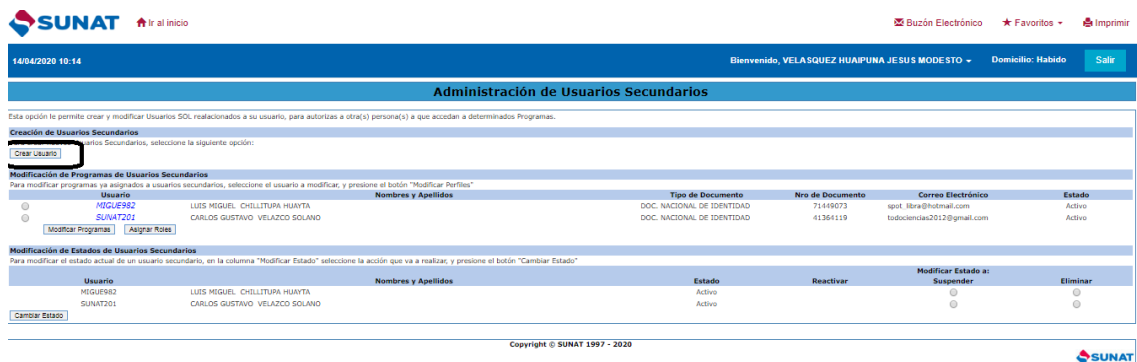 SUNAT Ir al inicio Buzón Electrónico Favoritos Imprimir
14/04/2020 10:14 Bienvenido, VELASQUEZ HUAIPUNA JESUS MODESTO Domicilio: Habido Salir
Administración de Usuarios Secundarios
Esta opción le permite crear y modificar Usuarios SOL realacionados a su usuario, para autorizas a otra(s) persona(s) a que accedan a determinados Programas.
Creación de Usuarios Secundarios
Usuarios Secundarios, seleccione la siguiente opción:
Crear Usuario
Modificación de Programas de Usuarios Secundarios
Para modificar programas ya asignados a usuarios secundarios, seleccione el usuario a modificar, y presione el botón "Modificar Perfiles"
Usuario Nombres y Apellidos Tipo de Documento Nro de Documento Correo Electrónico Estado
MIGUE982 LUIS MIGUEL CHILLITUPA HUAYTA DOC. NACIONAL DE IDENTIDAD 71449073 spot_libra@hotmail.com Activo
SUNAT201 CARLOS GUSTAVO VELAZCO SOLANO DOC. NACIONAL DE IDENTIDAD 41364119 todociencias2012@gmail.com Activo
Modificar Programas Asignar Roles
Modificación de Estados de Usuarios Secundarios
Para modificar el estado actual de un usuario secundario, en la columna "Modificar Estado" seleccione la acción que va a realizar, y presione el botón "Cambiar Estado"
Modificar Estado a:
Usuario Nombres y Apellidos Estado Reactivar Suspender Eliminar
MIGUE982 LUIS MIGUEL CHILLITUPA HUAYTA Activo
SUNAT201 CARLOS GUSTAVO VELAZCO SOLANO Activo
Cambiar Estado
Copyright © SUNAT 1997 - 2020
SUNAT